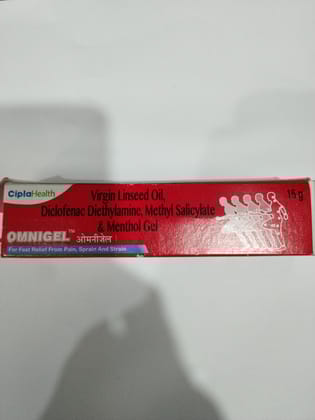 CiplaHealth
Virgin Linseed Oil,
Diclofenac Diethylamine, Methyl Salicylate
& Menthol Gel
15 g
OMNIGEL™
ओमनीजेल
For Fast Relief From Pain, Sprain And Strain